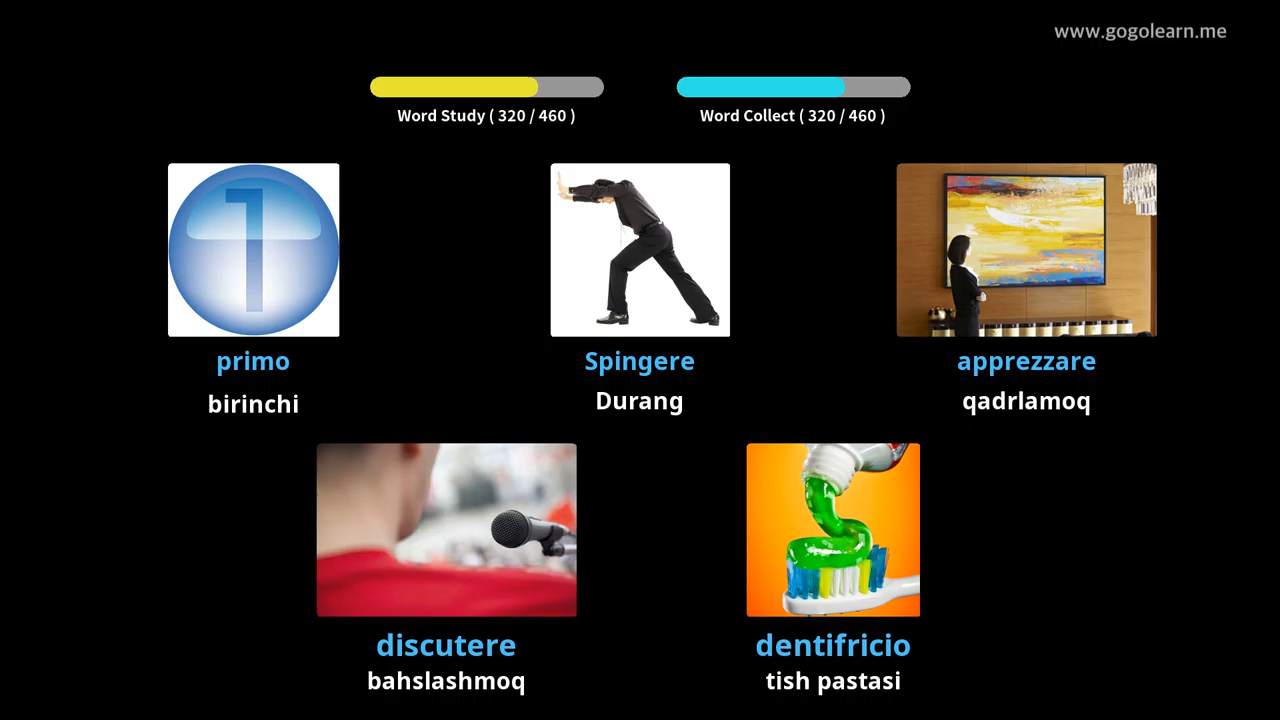 www.gogolearn.me
Word Study ( 320 / 460 )
Word Collect ( 320 / 460 )
1
primo
Spingere
apprezzare
birinchi
Durang
qadrlamoq
discutere
dentifricio
bahslashmoq
tish pastasi